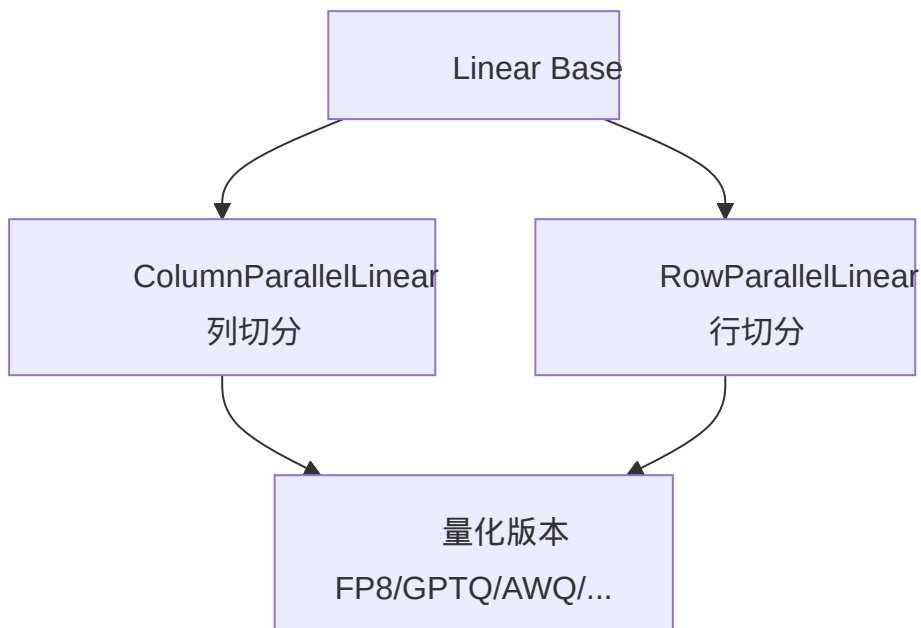 Linear Base
ColumnParallelLinear
列切分
RowParallelLinear
行切分
量化版本
FP8/GPTQ/AWQ/...